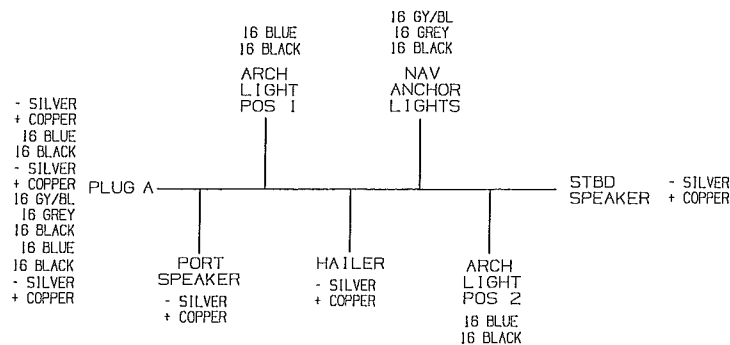 16 BLUE
16 BLACK
ARCH
LIGHT
POS 1
16 GY/BL
16 GREY
16 BLACK
NAV
ANCHOR
LIGHTS
- SILVER
+ COPPER
16 BLUE
16 BLACK
- SILVER
+ COPPER
16 GY/BL
16 GREY
16 BLACK
16 BLUE
16 BLACK
- SILVER
+ COPPER
PLUG A
STBD
SPEAKER
- SILVER
+ COPPER
PORT
SPEAKER
- SILVER
+ COPPER
HAILER
- SILVER
+ COPPER
ARCH
LIGHT
POS 2
16 BLUE
16 BLACK